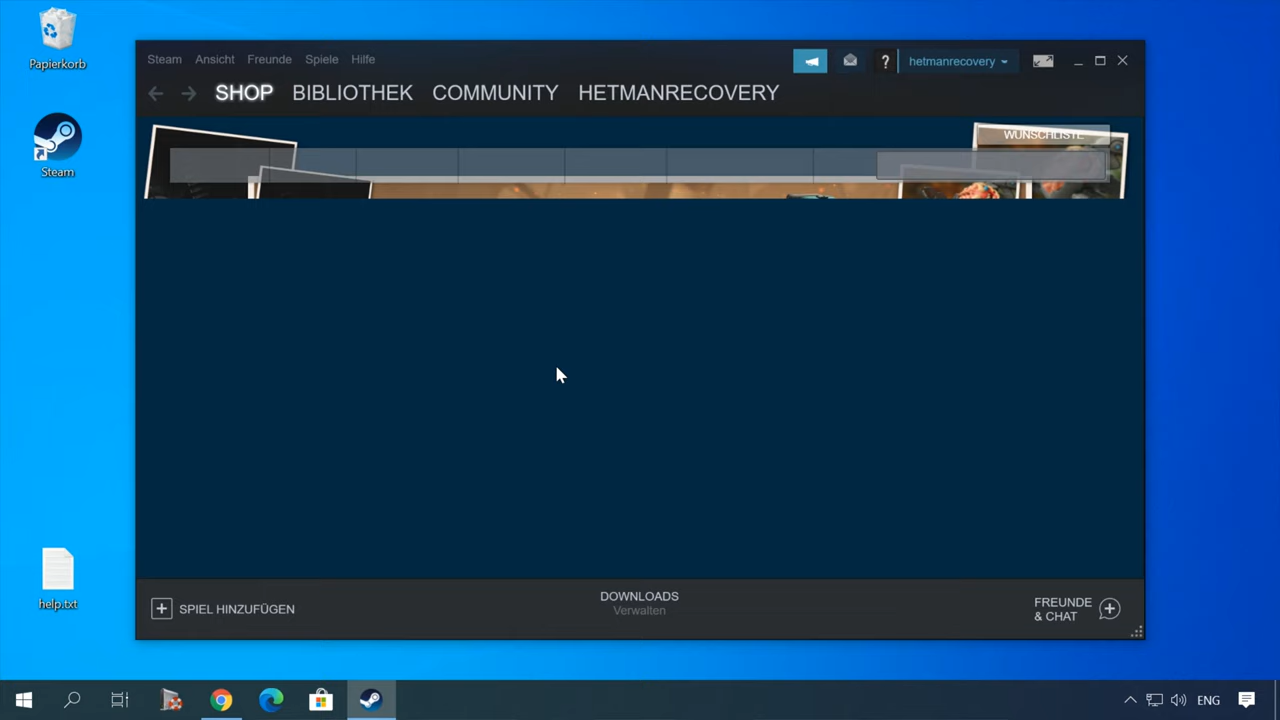 Papierkorb
Steam
help.txt
Steam Ansicht Freunde Spiele Hilfe
? hetmanrecovery
SHOP BIBLIOTHEK COMMUNITY HETMANRECOVERY
WUNSCHLISTE
SPIEL HINZUFÜGEN
DOWNLOADS
Verwalten
FREUNDE
& CHAT
ENG